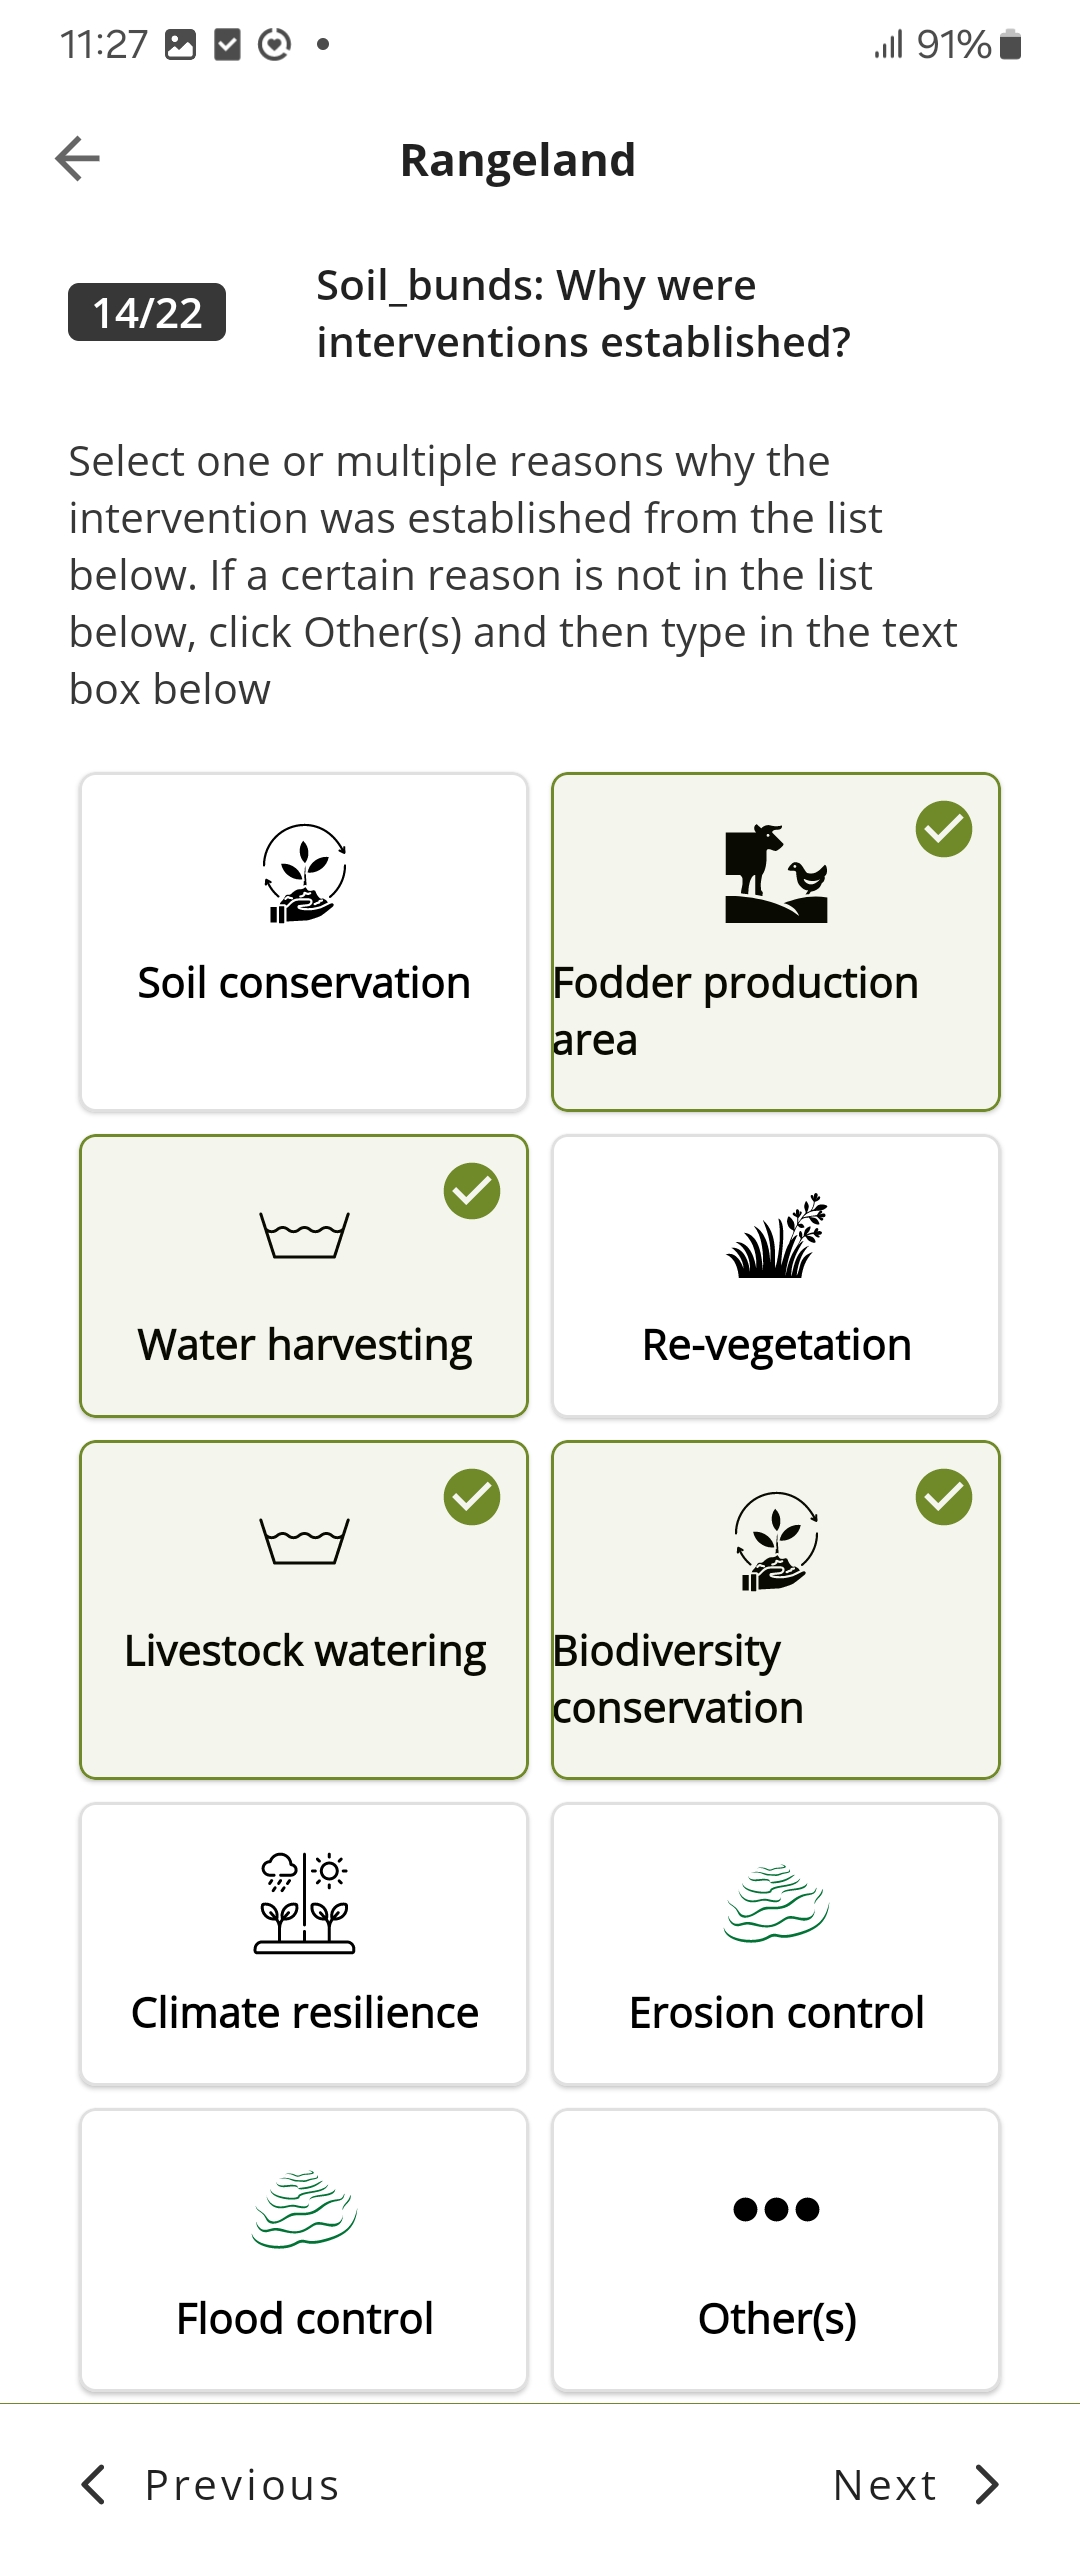 11:27
91%
Rangeland
14/22
Soil_bunds: Why were
interventions established?
Select one or multiple reasons why the
intervention was established from the list
below. If a certain reason is not in the list
below, click Other(s) and then type in the text
box below
Soil conservation
Fodder production
area
Water harvesting
Re-vegetation
Livestock watering
Biodiversity
conservation
Climate resilience
Erosion control
Flood control
Other(s)
Previous
Next